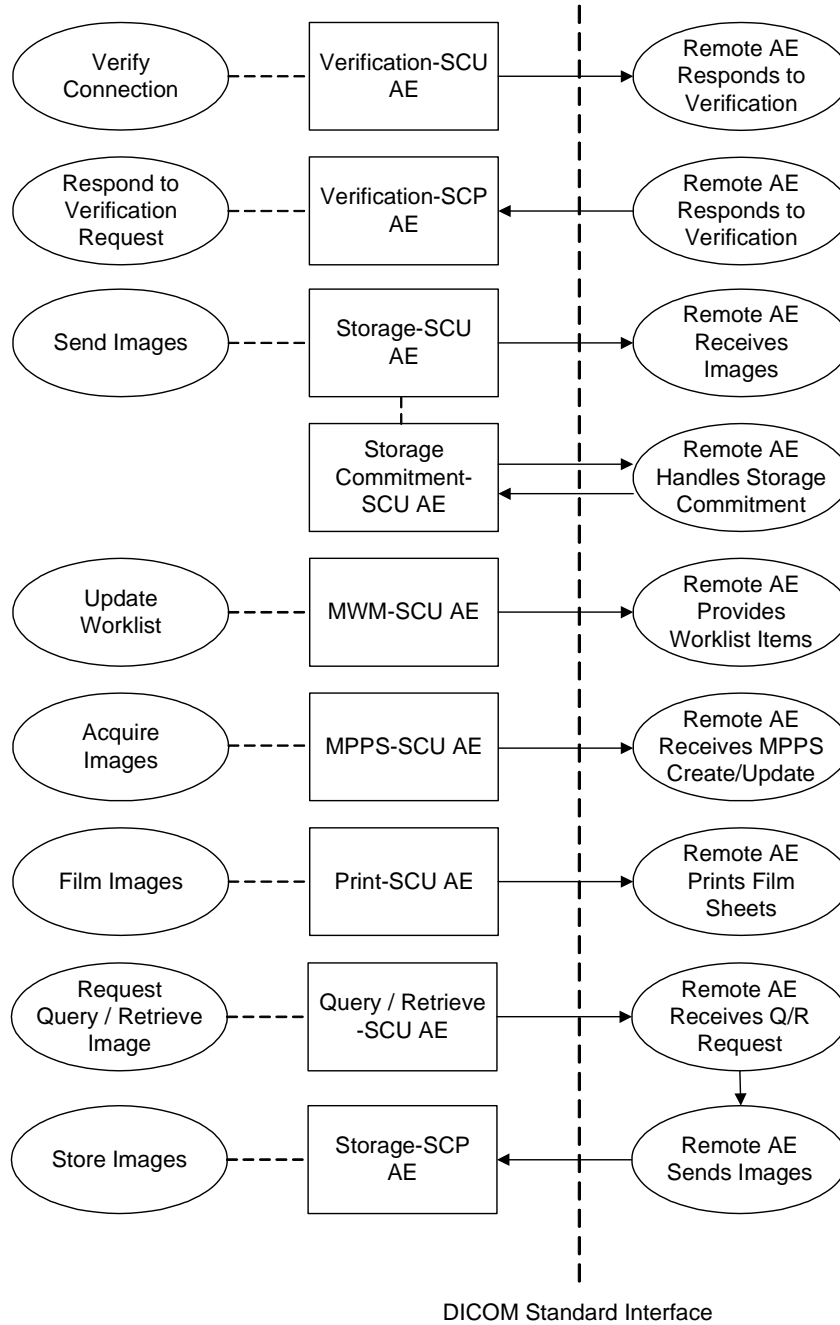 Verify
Connection
Verification-SCU
AE
Remote AE
Responds to
Verification
Respond to
Verification
Request
Verification-SCP
AE
Remote AE
Responds to
Verification
Send Images
Storage-SCU
AE
Remote AE
Receives
Images
Storage
Commitment-
SCU AE
Remote AE
Handles Storage
Commitment
Update
Worklist
MWM-SCU AE
Remote AE
Provides
Worklist Items
Acquire
Images
MPPS-SCU AE
Remote AE
Receives MPPS
Create/Update
Film Images
Print-SCU AE
Remote AE
Prints Film
Sheets
Request
Query / Retrieve
Image
Query / Retrieve
-SCU AE
Remote AE
Receives Q/R
Request
Store Images
Storage-SCP
AE
Remote AE
Sends Images
DICOM Standard Interface